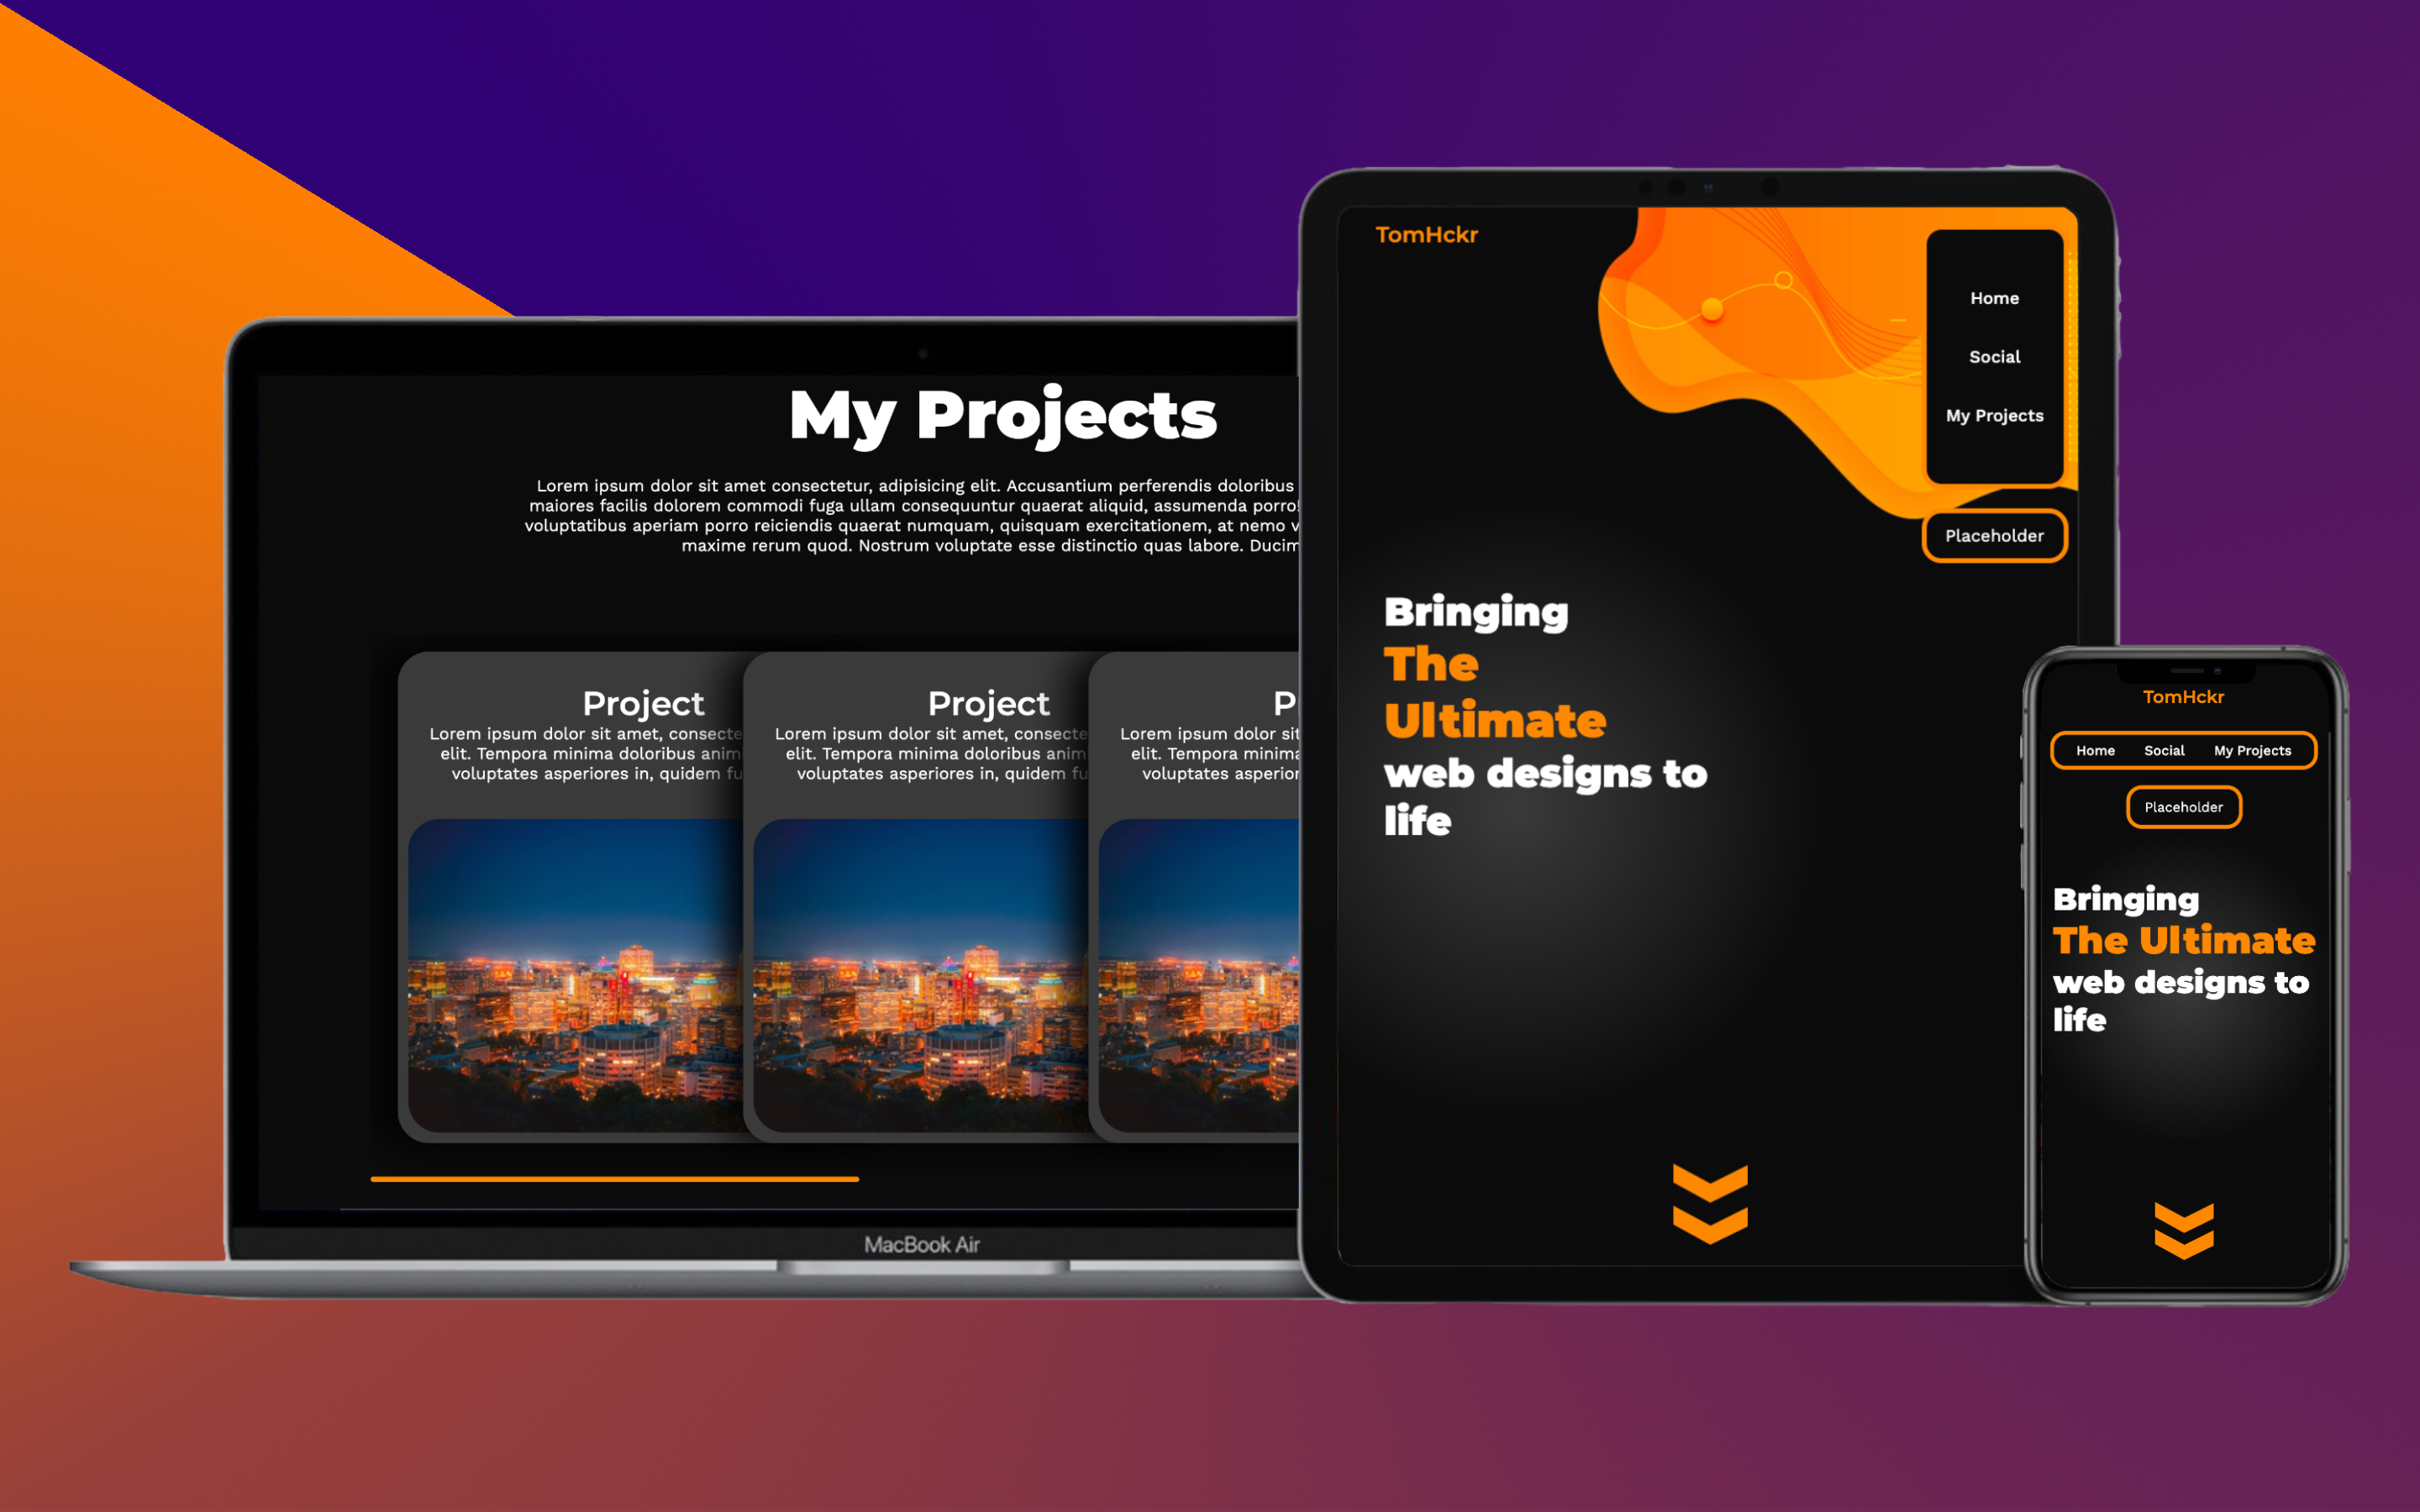 My Projects
Lorem ipsum dolor sit amet consectetur, adipisicing elit. Accusantium perferendis doloribus
maiores facilis dolorem commodi fuga ullam consequuntur quaerat aliquid, assumenda porro!
voluptatibus aperiam porro reiciendis quaerat numquam, quisquam exercitationem, at nemo v
maxime rerum quod. Nostrum voluptate esse distinctio quas labore. Ducim
Project
Lorem ipsum dolor sit amet, consecte
elit. Tempora minima doloribus anim
voluptates asperiores in, quidem fu
Project
Lorem ipsum dolor sit amet, consecte
elit. Tempora minima doloribus anim
voluptates asperiores in, quidem fu
P
Lorem ipsum dolor sit
elit. Tempora minima
voluptates asperior
MacBook Air
TomHckr
Home
Social
My Projects
Placeholder
Bringing
The
Ultimate
web designs to
life
TomHckr
Home Social My Projects
Placeholder
Bringing
The Ultimate
web designs to
life